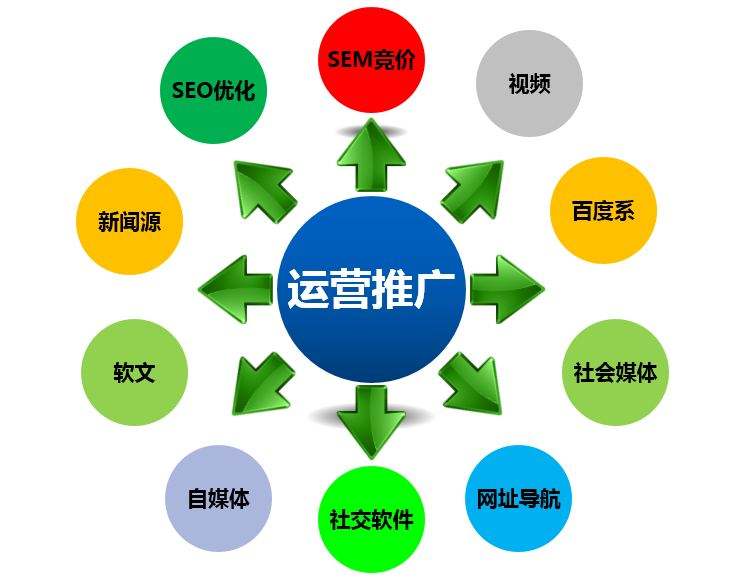 SEM竞价
SEO优化
视频
新闻源
百度系
运营推广
软文
社会媒体
自媒体
社交软件
网址导航